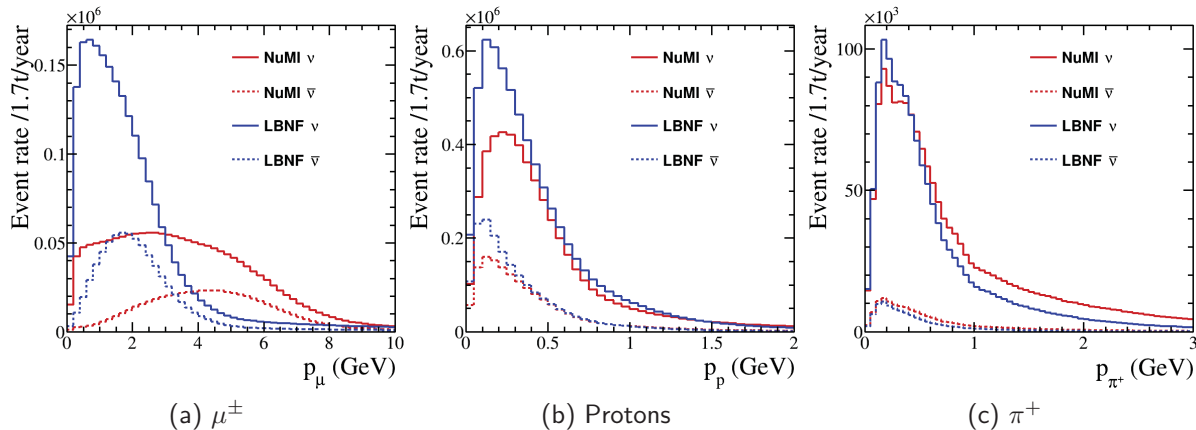 ×10⁶
Event rate /1.7t/year
0.15
0.1
0.05
0
NuMI ν
NuMI ν̅
LBNF ν
LBNF ν̅
0 2 4 6 8 10
p_μ (GeV)
(a) μ^±
×10⁶
Event rate /1.7t/year
0.6
0.4
0.2
0
NuMI ν
NuMI ν̅
LBNF ν
LBNF ν̅
0 0.5 1 1.5 2
p_p (GeV)
(b) Protons
×10³
Event rate /1.7t/year
100
50
0
NuMI ν
NuMI ν̅
LBNF ν
LBNF ν̅
0 1 2 3
p_π⁺ (GeV)
(c) π⁺